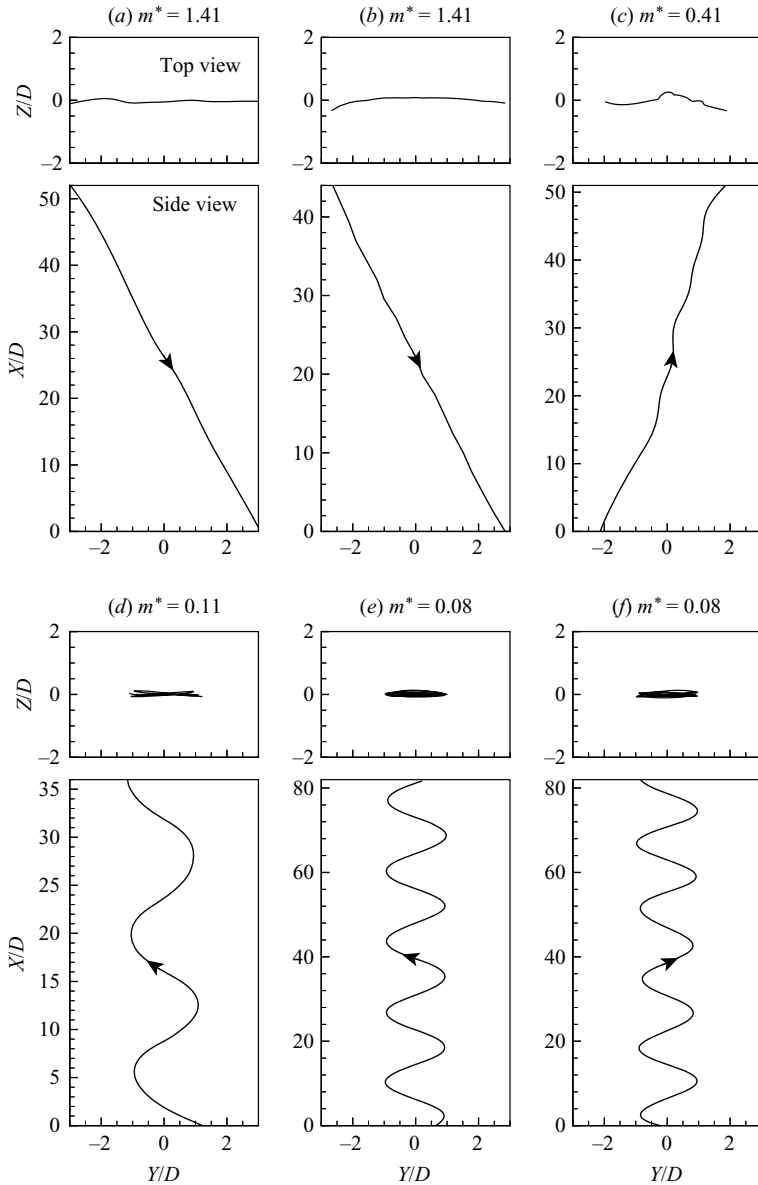 (a) m* = 1.41 (b) m* = 1.41 (c) m* = 0.41
2 2 2
Z/D 0 Top view 0 0
–2 –2 –2
50 Side view 40 50
40 30 40
X/D 30 20 30
20 10 20
10 10
0 0 0
–2 0 2 –2 0 2 –2 0 2
(d) m* = 0.11 (e) m* = 0.08 (f) m* = 0.08
2 2 2
Z/D 0 0 0
–2 –2 –2
35 80 80
30 60 60
25
20
X/D 40 40
15
10 20 20
5
0 0 0
–2 0 2 –2 0 2 –2 0 2
Y/D Y/D Y/D